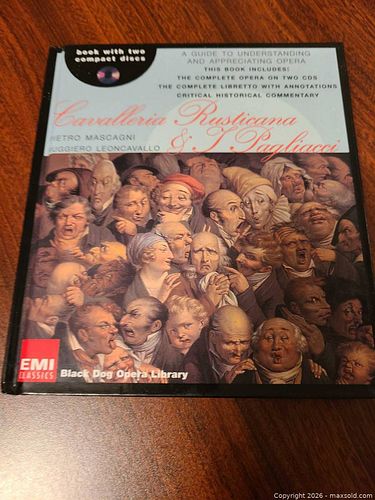 book with two
compact discs
A GUIDE TO UNDERSTANDING
AND APPRECIATING OPERA
THIS BOOK INCLUDES:
THE COMPLETE OPERA ON TWO CDS
THE COMPLETE LIBRETTO WITH ANNOTATIONS
CRITICAL HISTORICAL COMMENTARY
Cavalleria Rusticana
PIETRO MASCAGNI
RUGGIERO LEONCAVALLO
& I Pagliacci
EMI
CLASSICS
Black Dog Opera Library
Copyright 2026 - maxsold.com